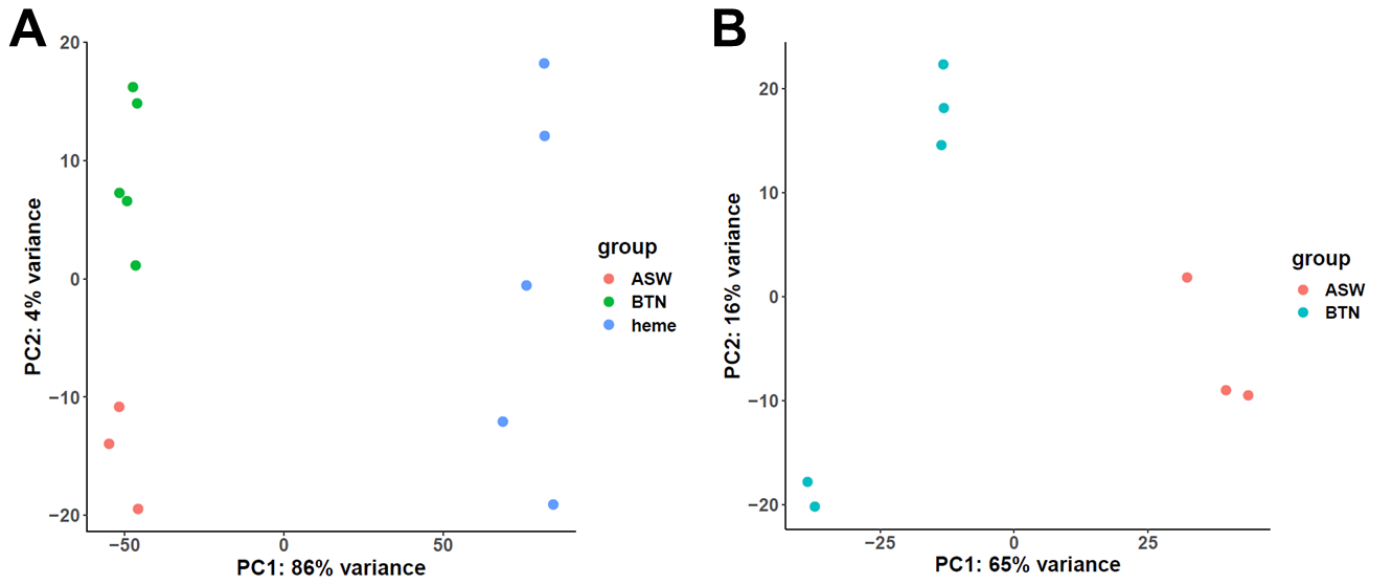 A
PC2: 4% variance
20
10
0
−10
−20
−50
0
50
PC1: 86% variance
group
ASW
BTN
heme
B
PC2: 16% variance
20
10
0
−10
−20
−25
0
25
PC1: 65% variance
group
ASW
BTN